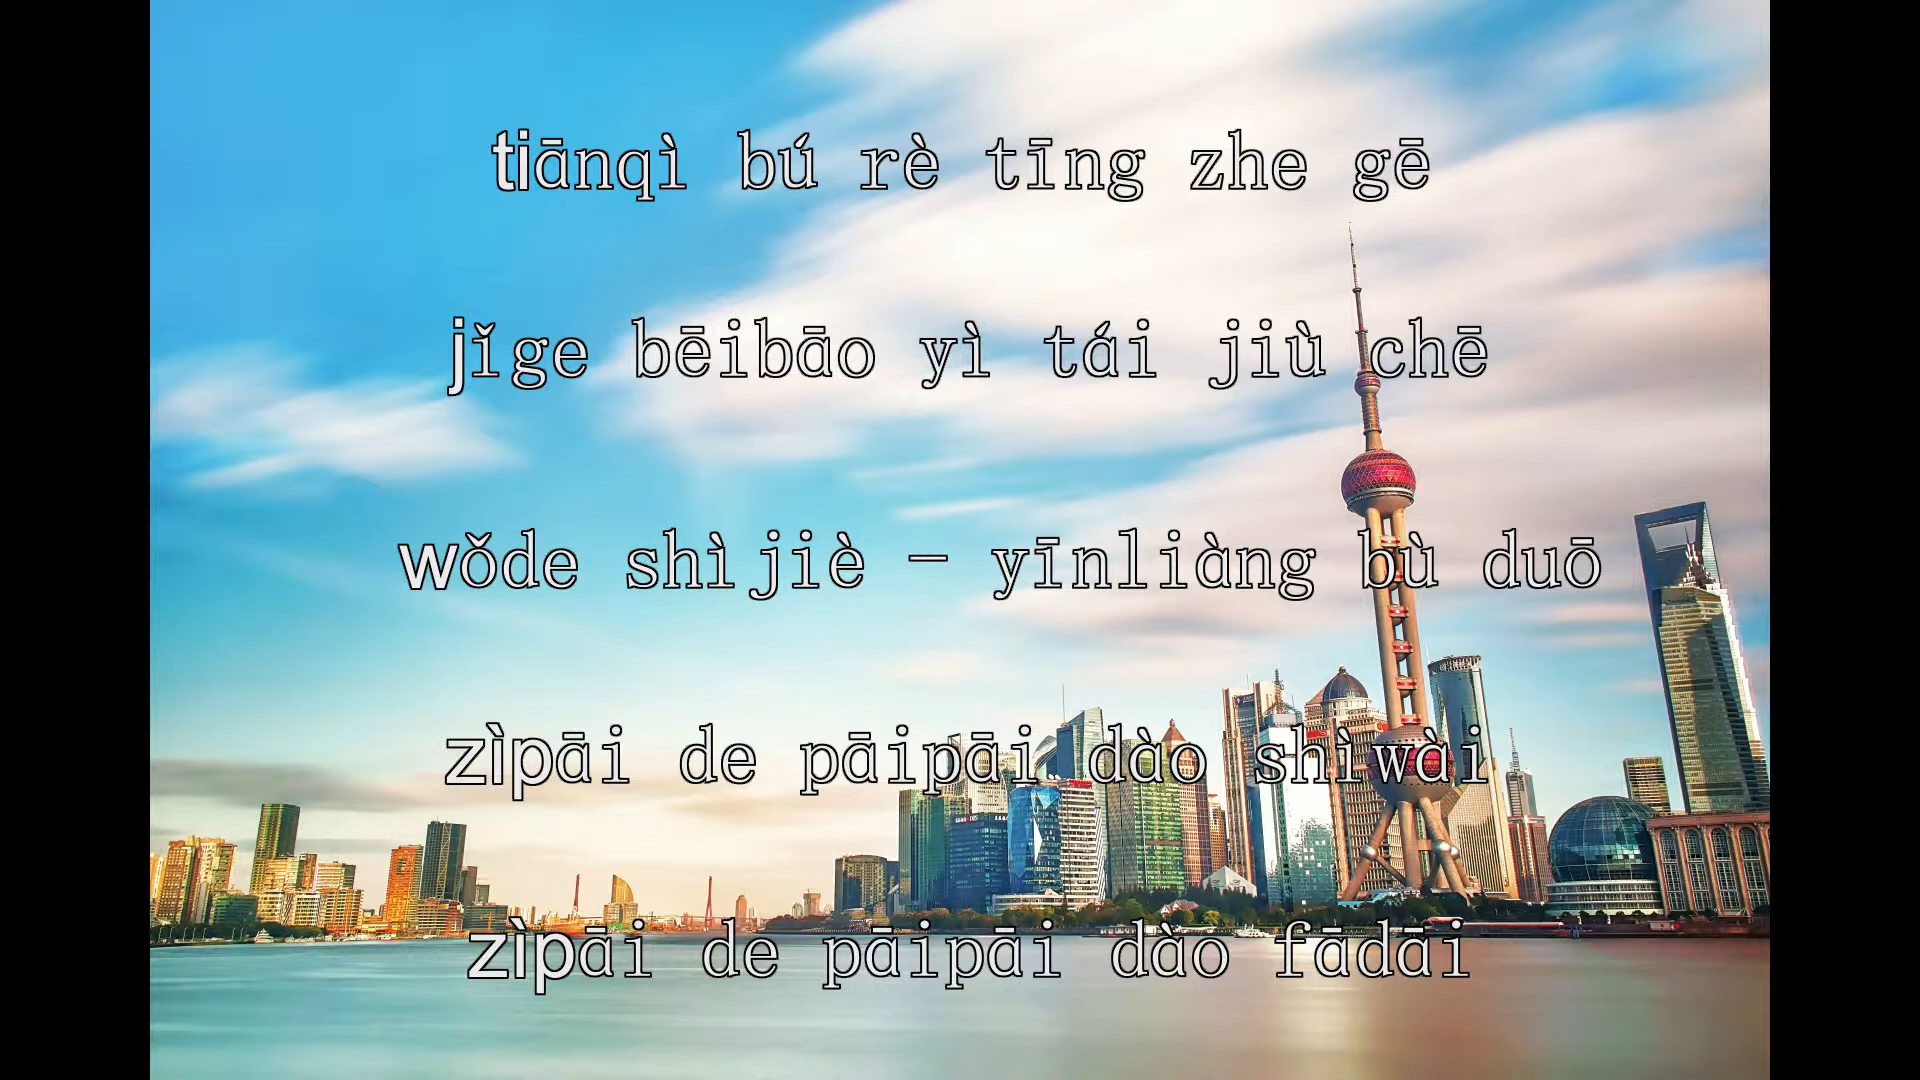 tiānqì bú rè tīng zhe gē
jǐge bēibāo yì tái jiù chē
wǒde shìjiè — yīnliàng bù duō
zìpāi de pāipāi dào shìwài
zìpāi de pāipāi dào fādāi